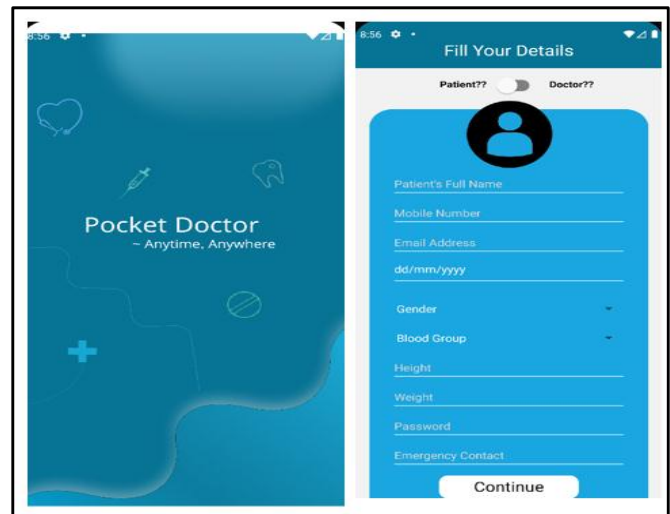 8:56
Pocket Doctor
~ Anytime, Anywhere
8:56
Fill Your Details
Patient?? Doctor??
Patient's Full Name
Mobile Number
Email Address
dd/mm/yyyy
Gender
Blood Group
Height
Weight
Password
Emergency Contact
Continue